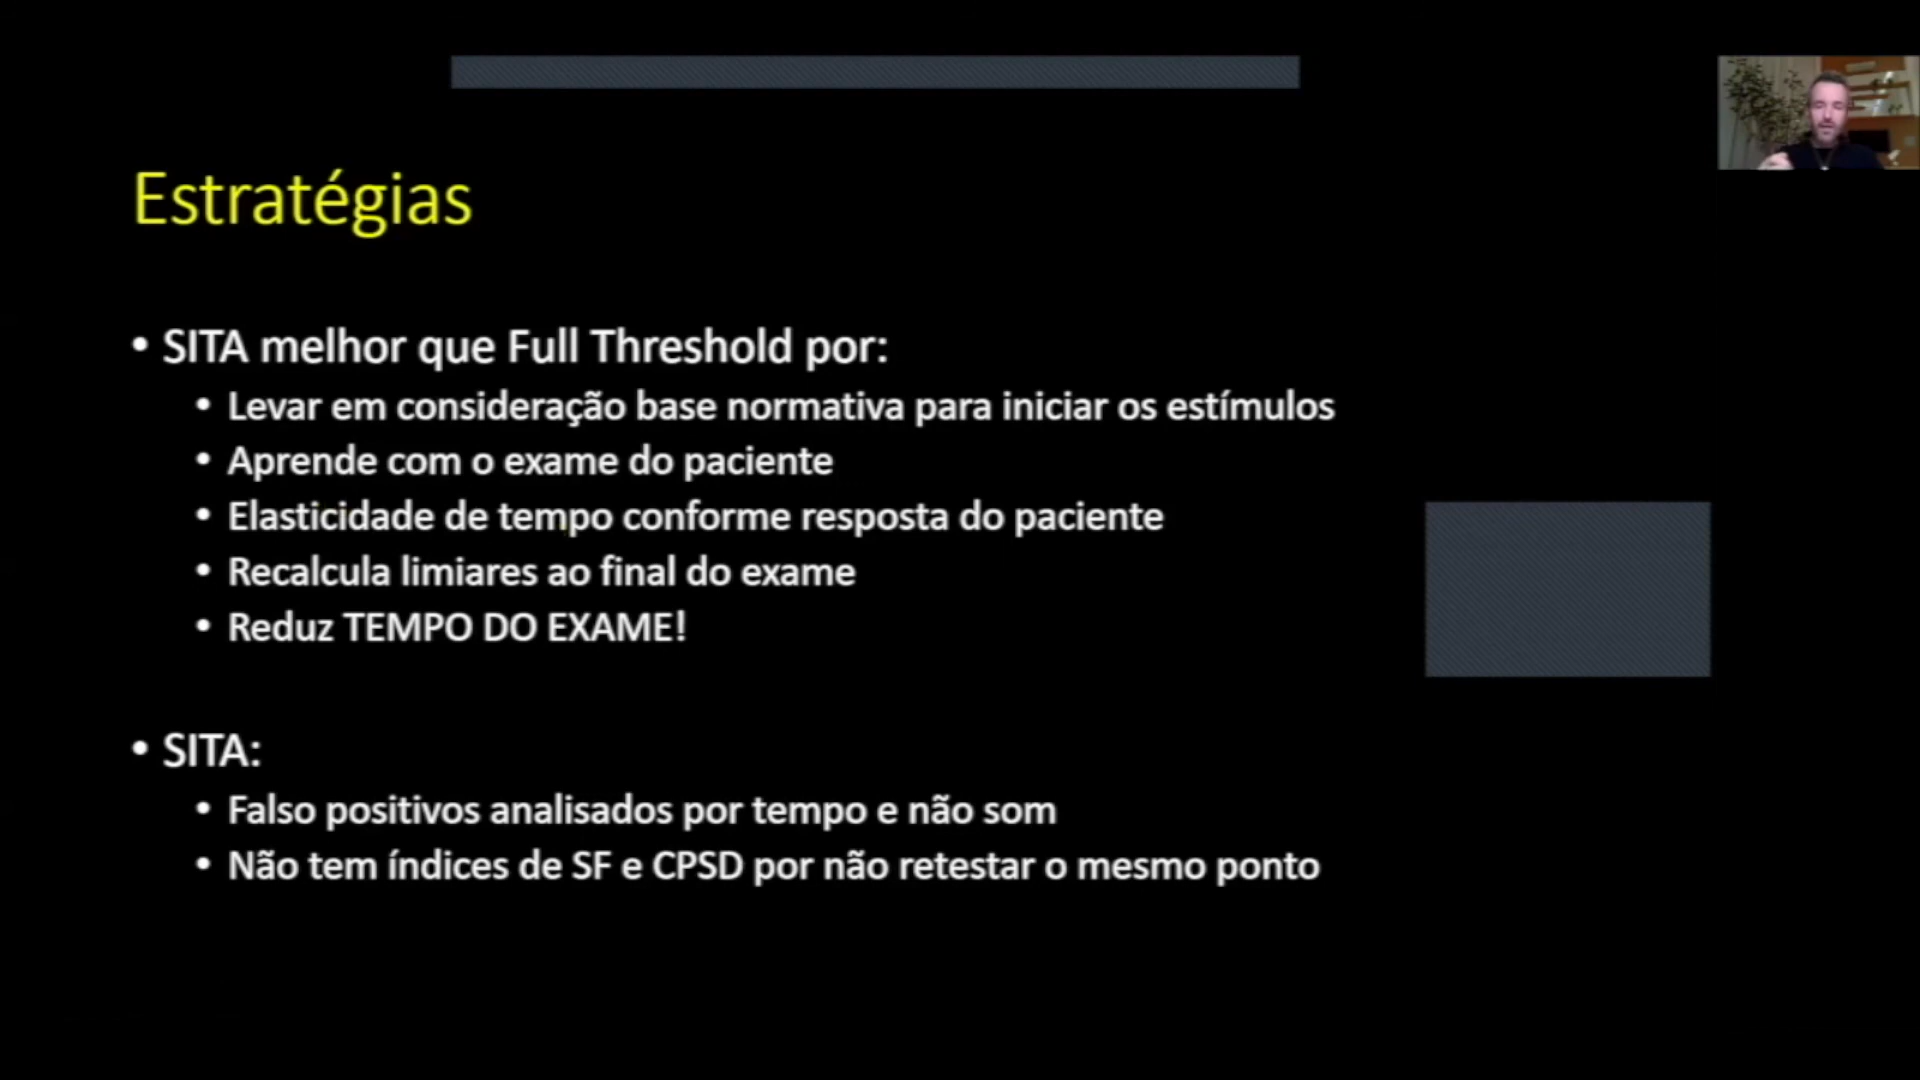 Estratégias
• SITA melhor que Full Threshold por:
• Levar em consideração base normativa para iniciar os estímulos
• Aprende com o exame do paciente
• Elasticidade de tempo conforme resposta do paciente
• Recalcula limiares ao final do exame
• Reduz TEMPO DO EXAME!
• SITA:
• Falso positivos analisados por tempo e não som
• Não tem índices de SF e CPSD por não retestar o mesmo ponto